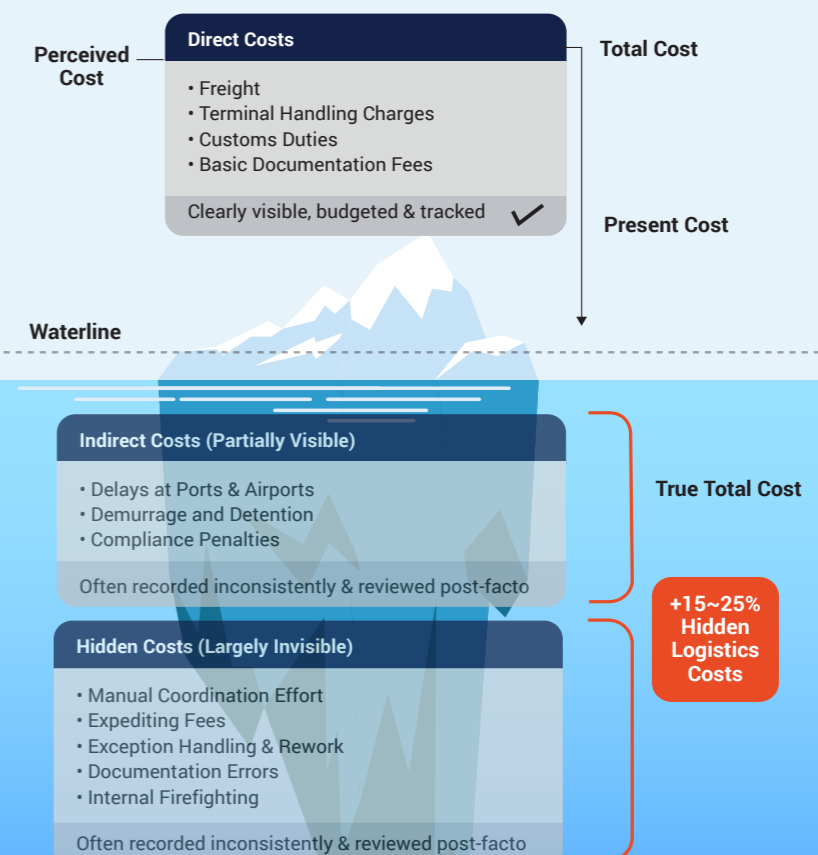 Perceived
Cost
Direct Costs
• Freight
• Terminal Handling Charges
• Customs Duties
• Basic Documentation Fees
Clearly visible, budgeted & tracked
Total Cost
Present Cost
Waterline
Indirect Costs (Partially Visible)
• Delays at Ports & Airports
• Demurrage and Detention
• Compliance Penalties
Often recorded inconsistently & reviewed post-facto
True Total Cost
+15~25%
Hidden
Logistics
Costs
Hidden Costs (Largely Invisible)
• Manual Coordination Effort
• Expediting Fees
• Exception Handling & Rework
• Documentation Errors
• Internal Firefighting
Often recorded inconsistently & reviewed post-facto